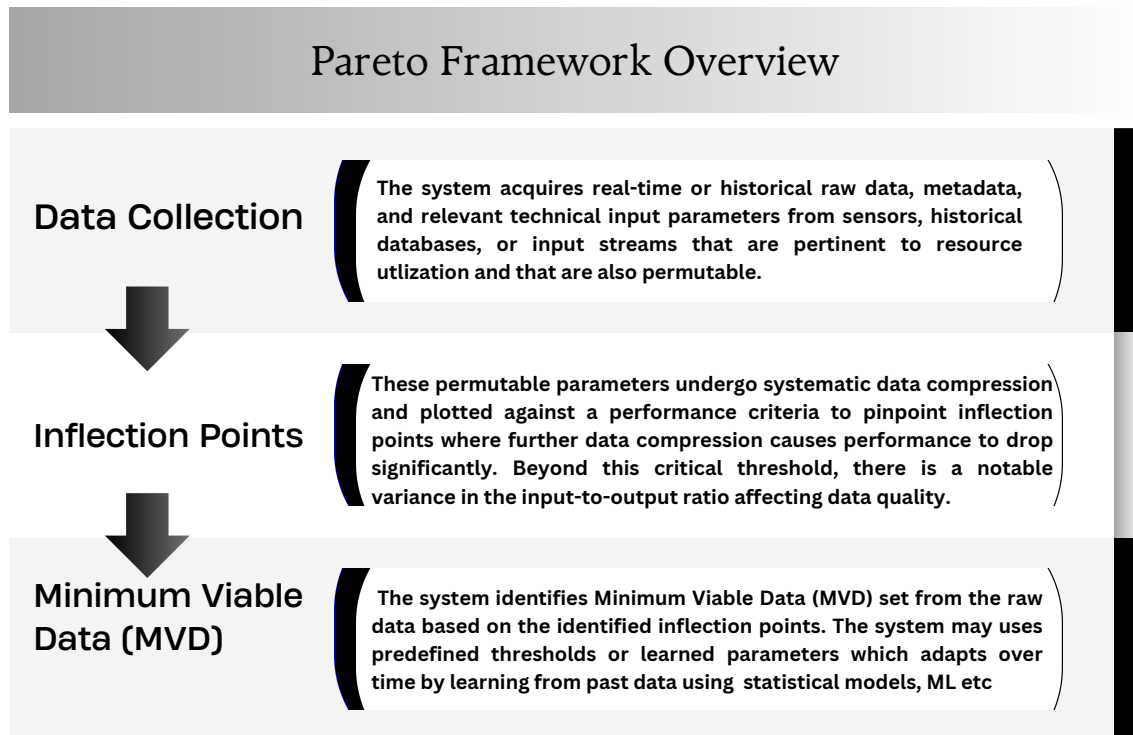 Pareto Framework Overview
Data Collection
The system acquires real-time or historical raw data, metadata,
and relevant technical input parameters from sensors, historical
databases, or input streams that are pertinent to resource
utlization and that are also permutable.
Inflection Points
These permutable parameters undergo systematic data compression
and plotted against a performance criteria to pinpoint inflection
points where further data compression causes performance to drop
significantly. Beyond this critical threshold, there is a notable
variance in the input-to-output ratio affecting data quality.
Minimum Viable
Data (MVD)
The system identifies Minimum Viable Data (MVD) set from the raw
data based on the identified inflection points. The system may uses
predefined thresholds or learned parameters which adapts over
time by learning from past data using statistical models, ML etc